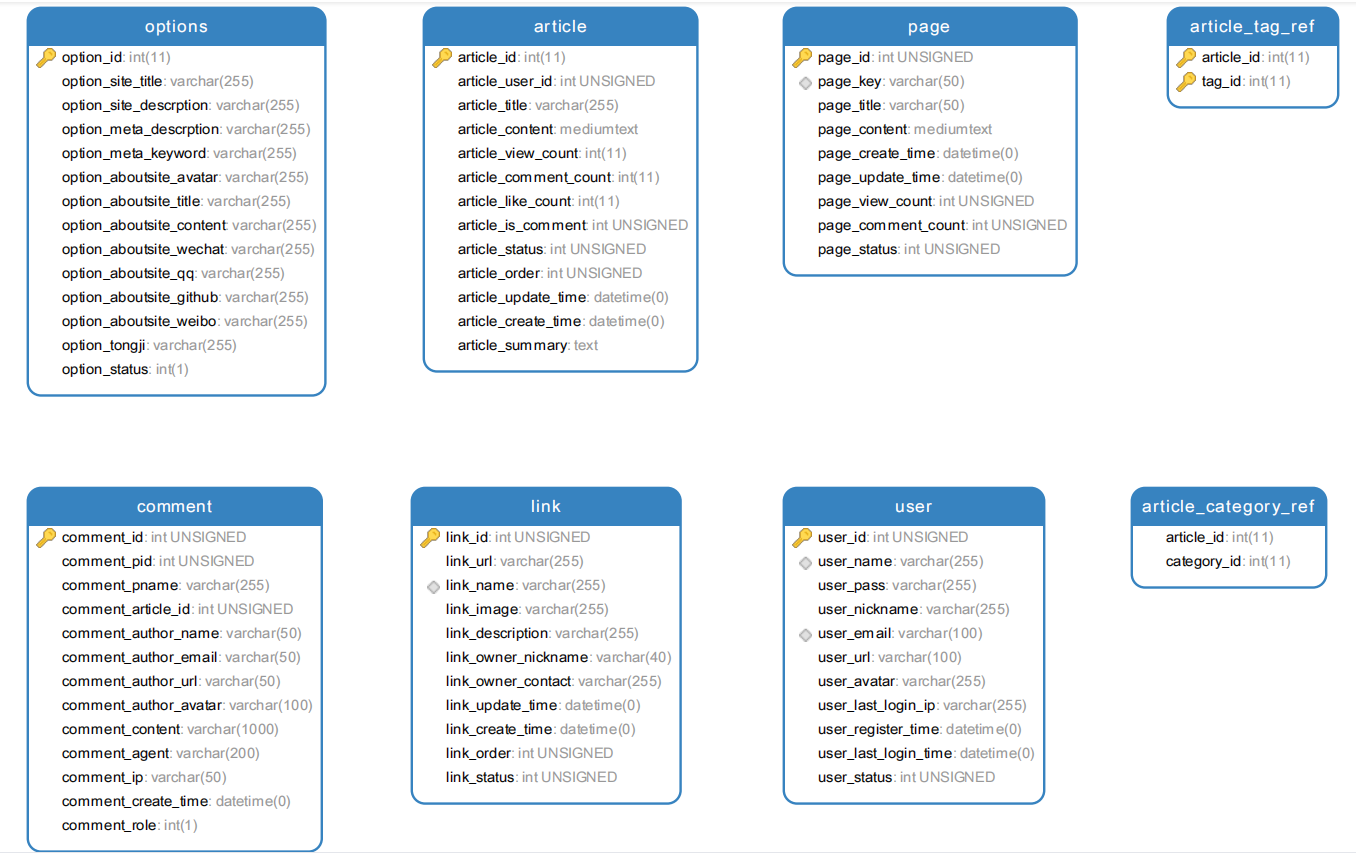 options
option_id: int(11)
option_site_title: varchar(255)
option_site_descrption: varchar(255)
option_meta_descrption: varchar(255)
option_meta_keyword: varchar(255)
option_aboutsite_avatar: varchar(255)
option_aboutsite_title: varchar(255)
option_aboutsite_content: varchar(255)
option_aboutsite_wechat: varchar(255)
option_aboutsite_qq: varchar(255)
option_aboutsite_github: varchar(255)
option_aboutsite_weibo: varchar(255)
option_tongji: varchar(255)
option_status: int(1)
article
article_id: int(11)
article_user_id: int UNSIGNED
article_title: varchar(255)
article_content: mediumtext
article_view_count: int(11)
article_comment_count: int(11)
article_like_count: int(11)
article_is_comment: int UNSIGNED
article_status: int UNSIGNED
article_order: int UNSIGNED
article_update_time: datetime(0)
article_create_time: datetime(0)
article_summary: text
page
page_id: int UNSIGNED
page_key: varchar(50)
page_title: varchar(50)
page_content: mediumtext
page_create_time: datetime(0)
page_update_time: datetime(0)
page_view_count: int UNSIGNED
page_comment_count: int UNSIGNED
page_status: int UNSIGNED
article_tag_ref
article_id: int(11)
tag_id: int(11)
comment
comment_id: int UNSIGNED
comment_pid: int UNSIGNED
comment_pname: varchar(255)
comment_article_id: int UNSIGNED
comment_author_name: varchar(50)
comment_author_email: varchar(50)
comment_author_url: varchar(50)
comment_author_avatar: varchar(100)
comment_content: varchar(1000)
comment_agent: varchar(200)
comment_ip: varchar(50)
comment_create_time: datetime(0)
comment_role: int(1)
link
link_id: int UNSIGNED
link_url: varchar(255)
link_name: varchar(255)
link_image: varchar(255)
link_description: varchar(255)
link_owner_nickname: varchar(40)
link_owner_contact: varchar(255)
link_update_time: datetime(0)
link_create_time: datetime(0)
link_order: int UNSIGNED
link_status: int UNSIGNED
user
user_id: int UNSIGNED
user_name: varchar(255)
user_pass: varchar(255)
user_nickname: varchar(255)
user_email: varchar(100)
user_url: varchar(100)
user_avatar: varchar(255)
user_last_login_ip: varchar(255)
user_register_time: datetime(0)
user_last_login_time: datetime(0)
user_status: int UNSIGNED
article_category_ref
article_id: int(11)
category_id: int(11)